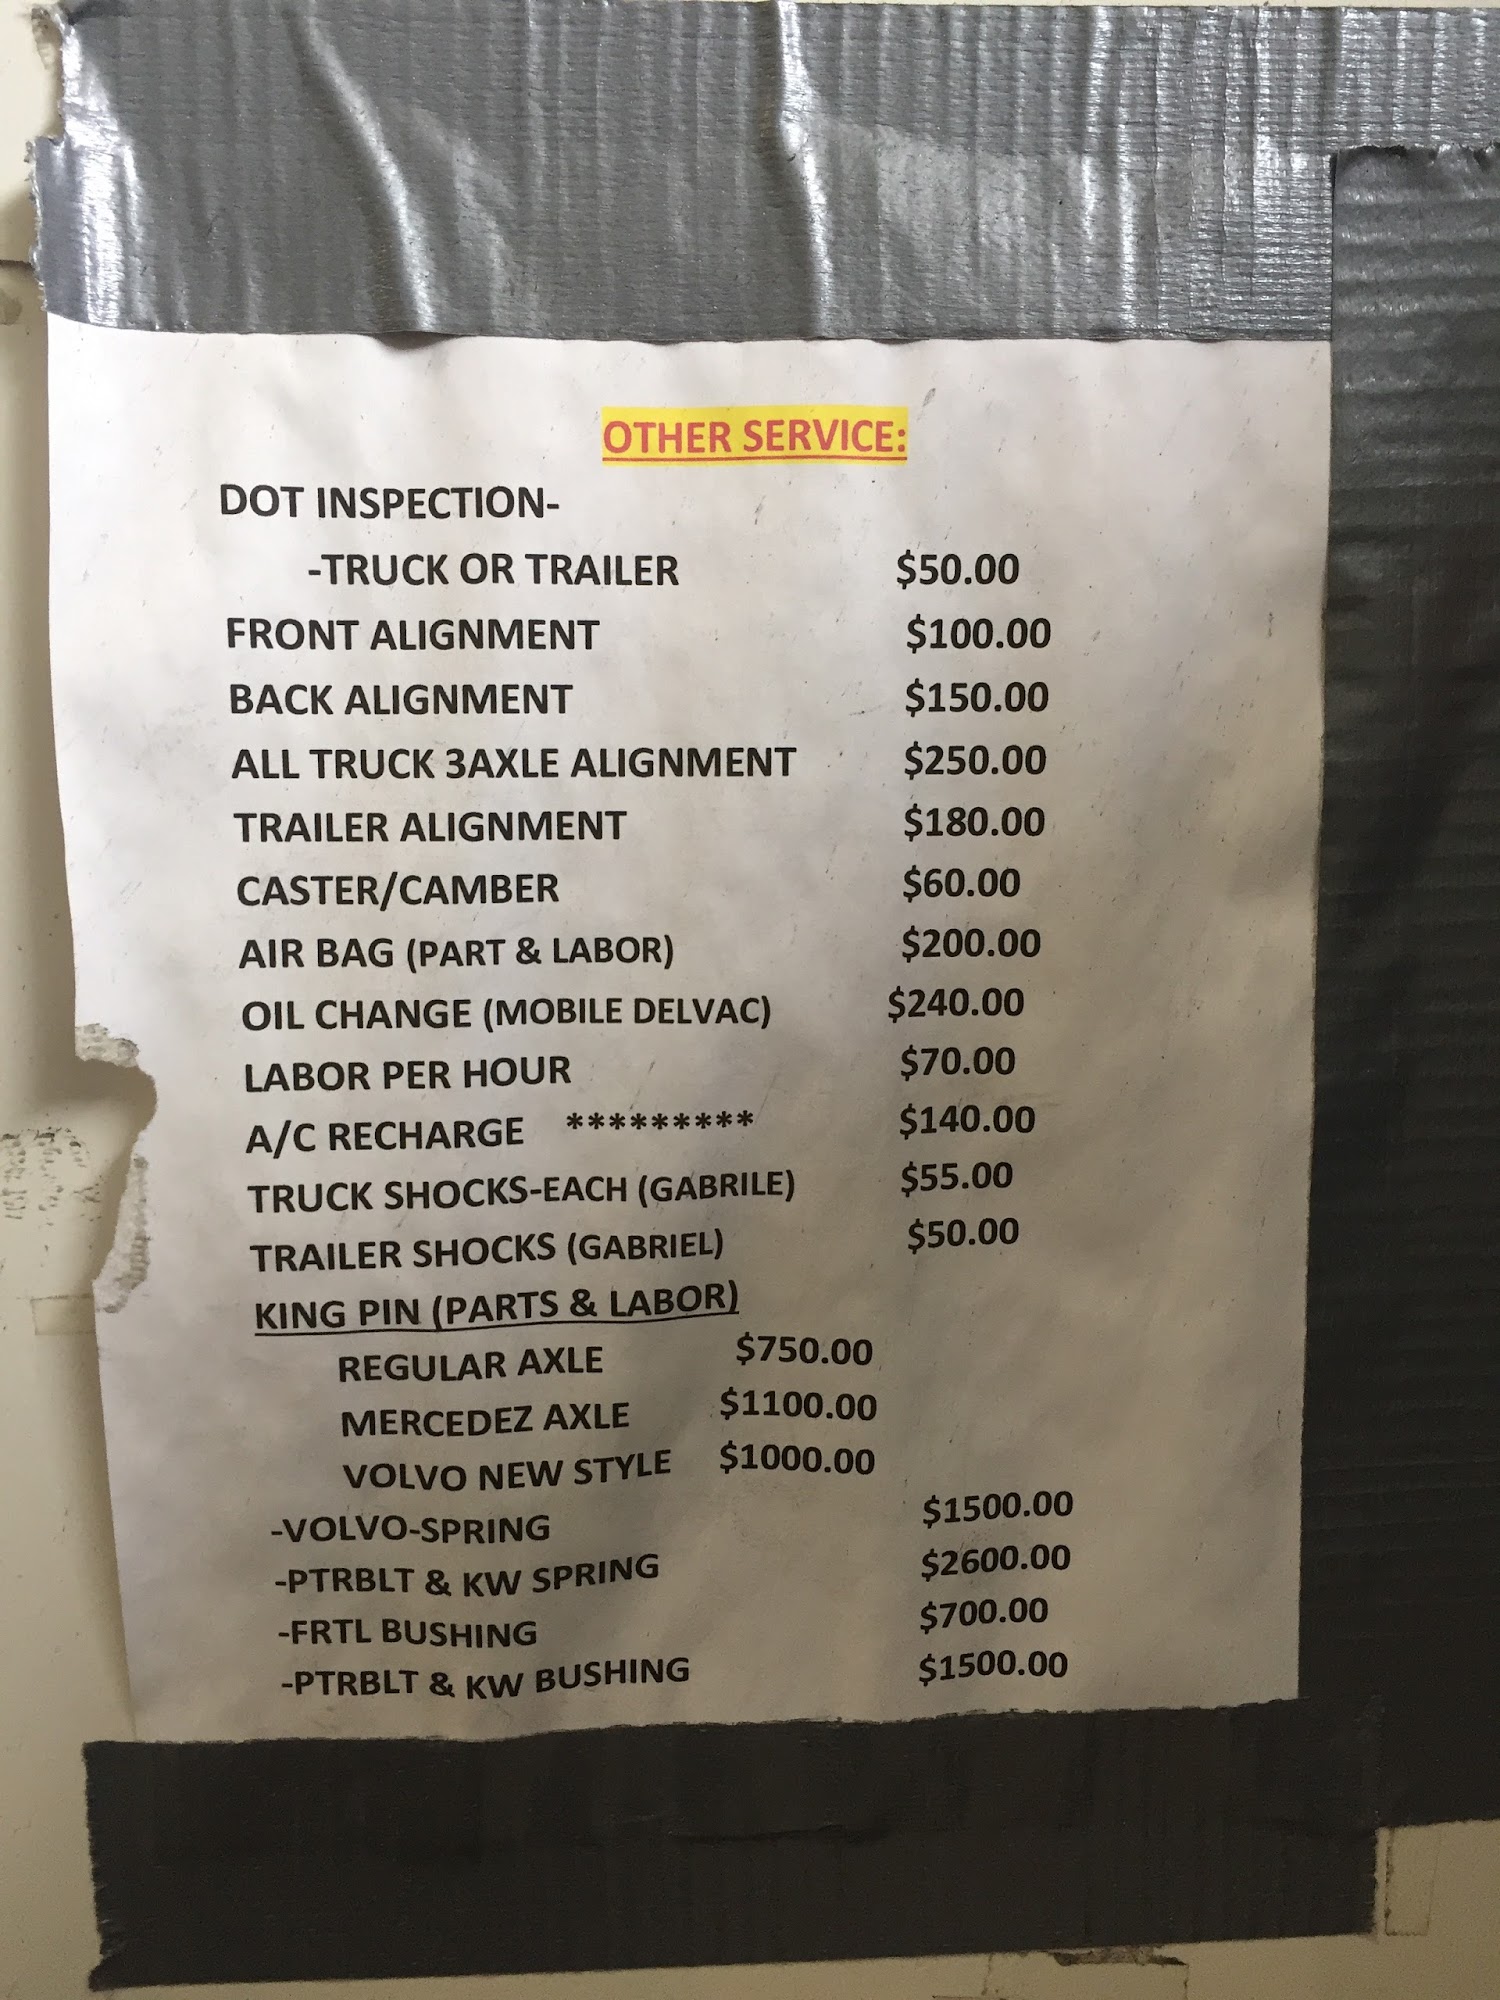 OTHER SERVICE:
DOT INSPECTION-
-TRUCK OR TRAILER $50.00
FRONT ALIGNMENT $100.00
BACK ALIGNMENT $150.00
ALL TRUCK 3AXLE ALIGNMENT $250.00
TRAILER ALIGNMENT $180.00
CASTER/CAMBER $60.00
AIR BAG (PART & LABOR) $200.00
OIL CHANGE (MOBILE DELVAC) $240.00
LABOR PER HOUR $70.00
A/C RECHARGE ********* $140.00
TRUCK SHOCKS-EACH (GABRILE) $55.00
TRAILER SHOCKS (GABRIEL) $50.00
KING PIN (PARTS & LABOR)
REGULAR AXLE $750.00
MERCEDEZ AXLE $1100.00
VOLVO NEW STYLE $1000.00
-VOLVO-SPRING $1500.00
-PTRBLT & KW SPRING $2600.00
-FRTL BUSHING $700.00
-PTRBLT & KW BUSHING $1500.00